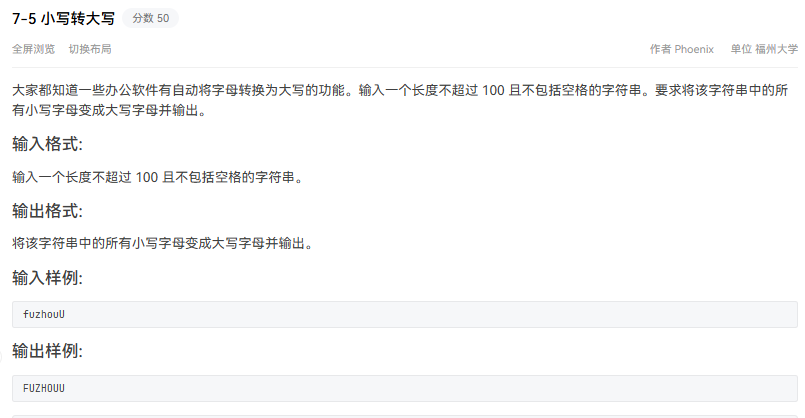 7-5 小写转大写 分数 50
全屏浏览 切换布局 作者 Phoenix 单位 福州大学
大家都知道一些办公软件有自动将字母转换为大写的功能。输入一个长度不超过 100 且不包括空格的字符串。要求将该字符串中的所
有小写字母变成大写字母并输出。
输入格式:
输入一个长度不超过 100 且不包括空格的字符串。
输出格式:
将该字符串中的所有小写字母变成大写字母并输出。
输入样例:
fuzhouU
输出样例:
FUZHOUU